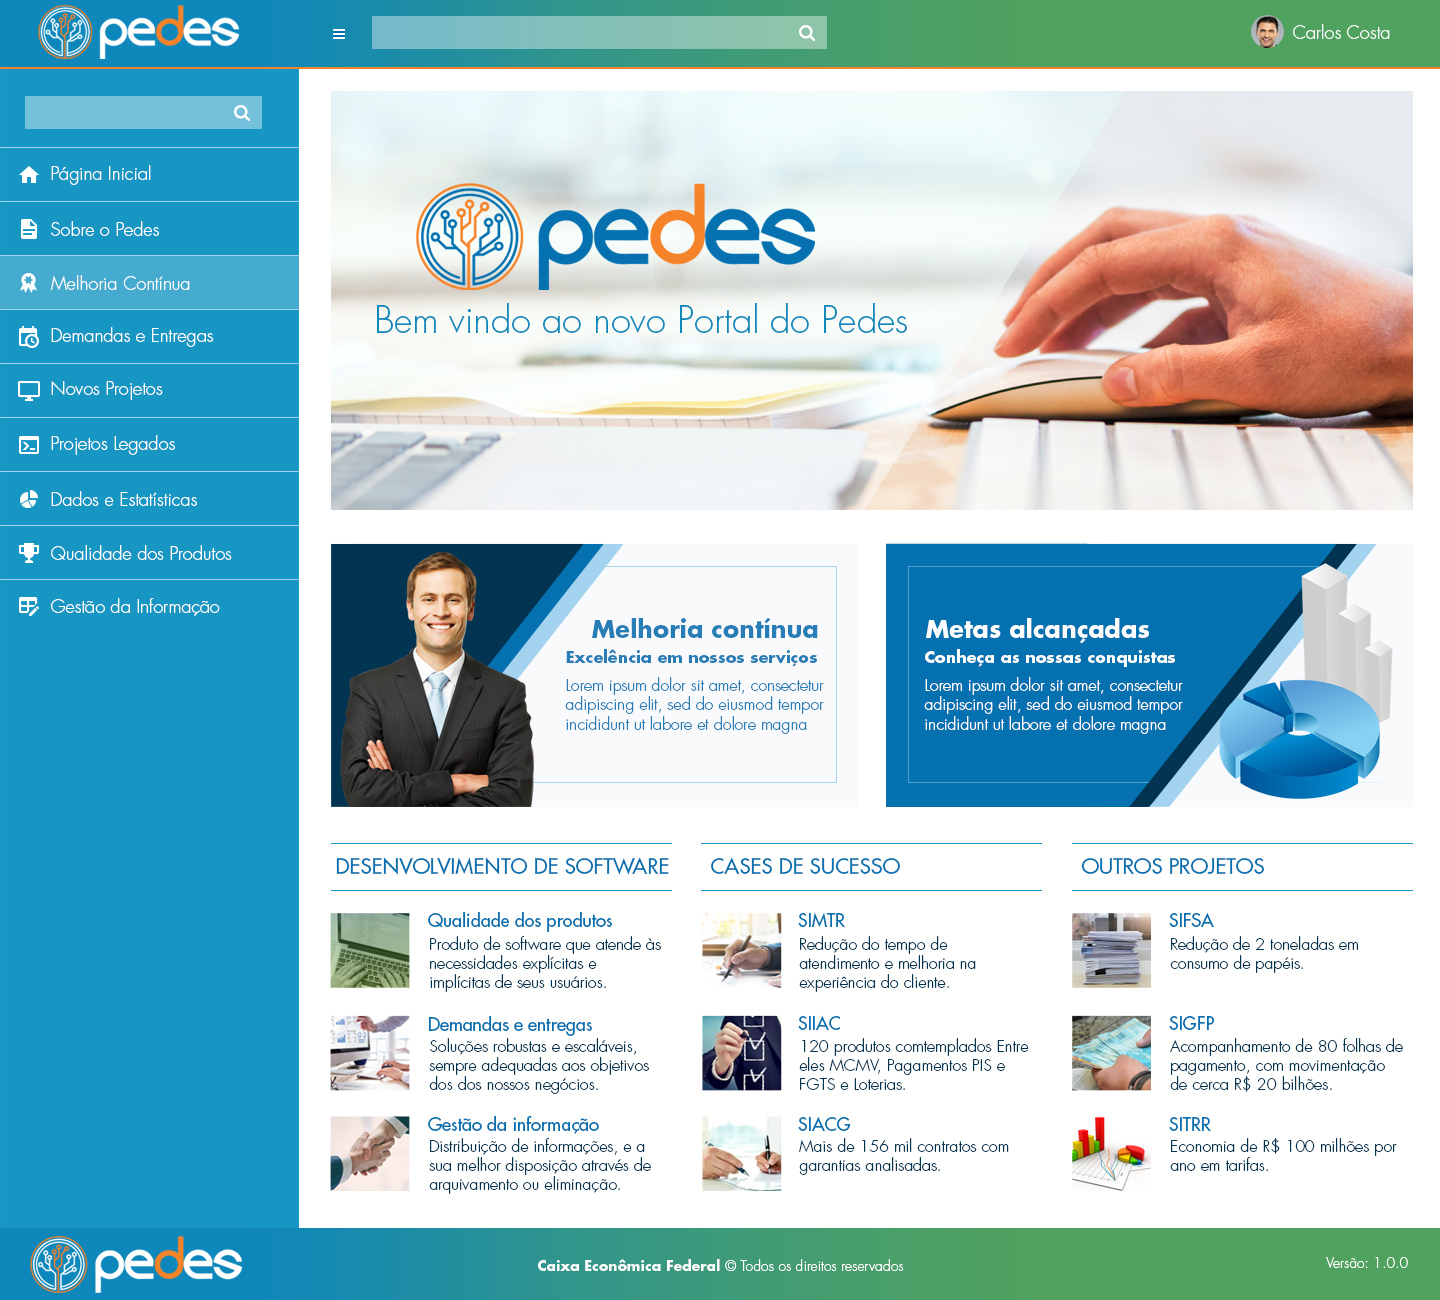 pedes
Carlos Costa
Página Inicial
Sobre o Pedes
Melhoria Contínua
Demandas e Entregas
Novos Projetos
Projetos Legados
Dados e Estatísticas
Qualidade dos Produtos
Gestão da Informação
pedes
Bem vindo ao novo Portal do Pedes
Melhoria contínua
Excelência em nossos serviços
Lorem ipsum dolor sit amet, consectetur
adipiscing elit, sed do eiusmod tempor
incididunt ut labore et dolore magna
Metas alcançadas
Conheça as nossas conquistas
Lorem ipsum dolor sit amet, consectetur
adipiscing elit, sed do eiusmod tempor
incididunt ut labore et dolore magna
DESENVOLVIMENTO DE SOFTWARE
Qualidade dos produtos
Produto de software que atende às
necessidades explícitas e
implícitas de seus usuários.
Demandas e entregas
Soluções robustas e escaláveis,
sempre adequadas aos objetivos
dos dos nossos negócios.
Gestão da informação
Distribuição de informações, e a
sua melhor disposição através de
arquivamento ou eliminação.
CASES DE SUCESSO
SIMTR
Redução do tempo de
atendimento e melhoria na
experiência do cliente.
SIIAC
120 produtos comtemplados Entre
eles MCMV, Pagamentos PIS e
FGTS e Loterias.
SIACG
Mais de 156 mil contratos com
garantias analisadas.
OUTROS PROJETOS
SIFSA
Redução de 2 toneladas em
consumo de papéis.
SIGFP
Acompanhamento de 80 folhas de
pagamento, com movimentação
de cerca R$ 20 bilhões.
SITRR
Economia de R$ 100 milhões por
ano em tarifas.
pedes
Caixa Econômica Federal © Todos os direitos reservados
Versão: 1.0.0